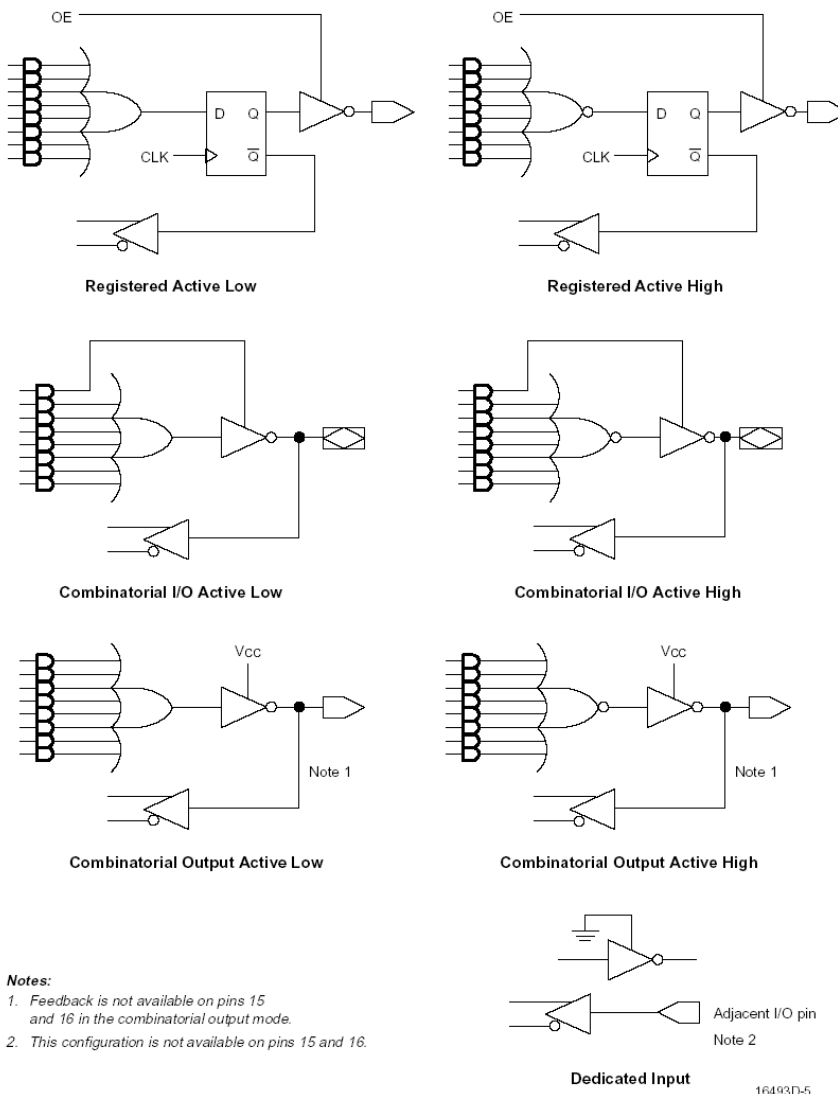 OE
D Q
CLK
Q̅
Registered Active Low
OE
D Q
CLK
Q̅
Registered Active High
Combinatorial I/O Active Low
Combinatorial I/O Active High
Vcc
Note 1
Combinatorial Output Active Low
Vcc
Note 1
Combinatorial Output Active High
Notes:
1. Feedback is not available on pins 15
and 16 in the combinatorial output mode.
2. This configuration is not available on pins 15 and 16.
Adjacent I/O pin
Note 2
Dedicated Input
16493D-5